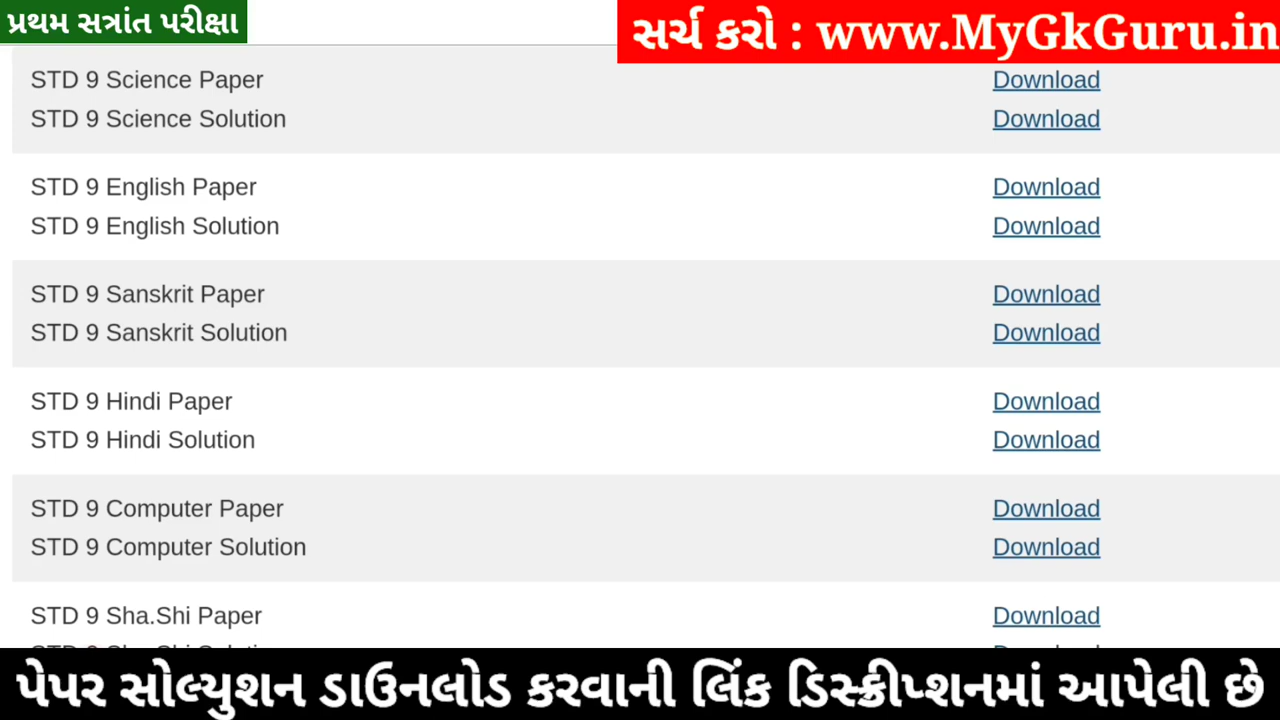 પ્રથમ સત્રાંત પરીક્ષા
સર્ચ કરો : www.MyGkGuru.in
STD 9 Science Paper Download
STD 9 Science Solution Download
STD 9 English Paper Download
STD 9 English Solution Download
STD 9 Sanskrit Paper Download
STD 9 Sanskrit Solution Download
STD 9 Hindi Paper Download
STD 9 Hindi Solution Download
STD 9 Computer Paper Download
STD 9 Computer Solution Download
STD 9 Sha.Shi Paper Download
પેપર સોલ્યુશન ડાઉનલોડ કરવાની લિંક ડિસ્ક્રીપ્શનમાં આપેલી છે